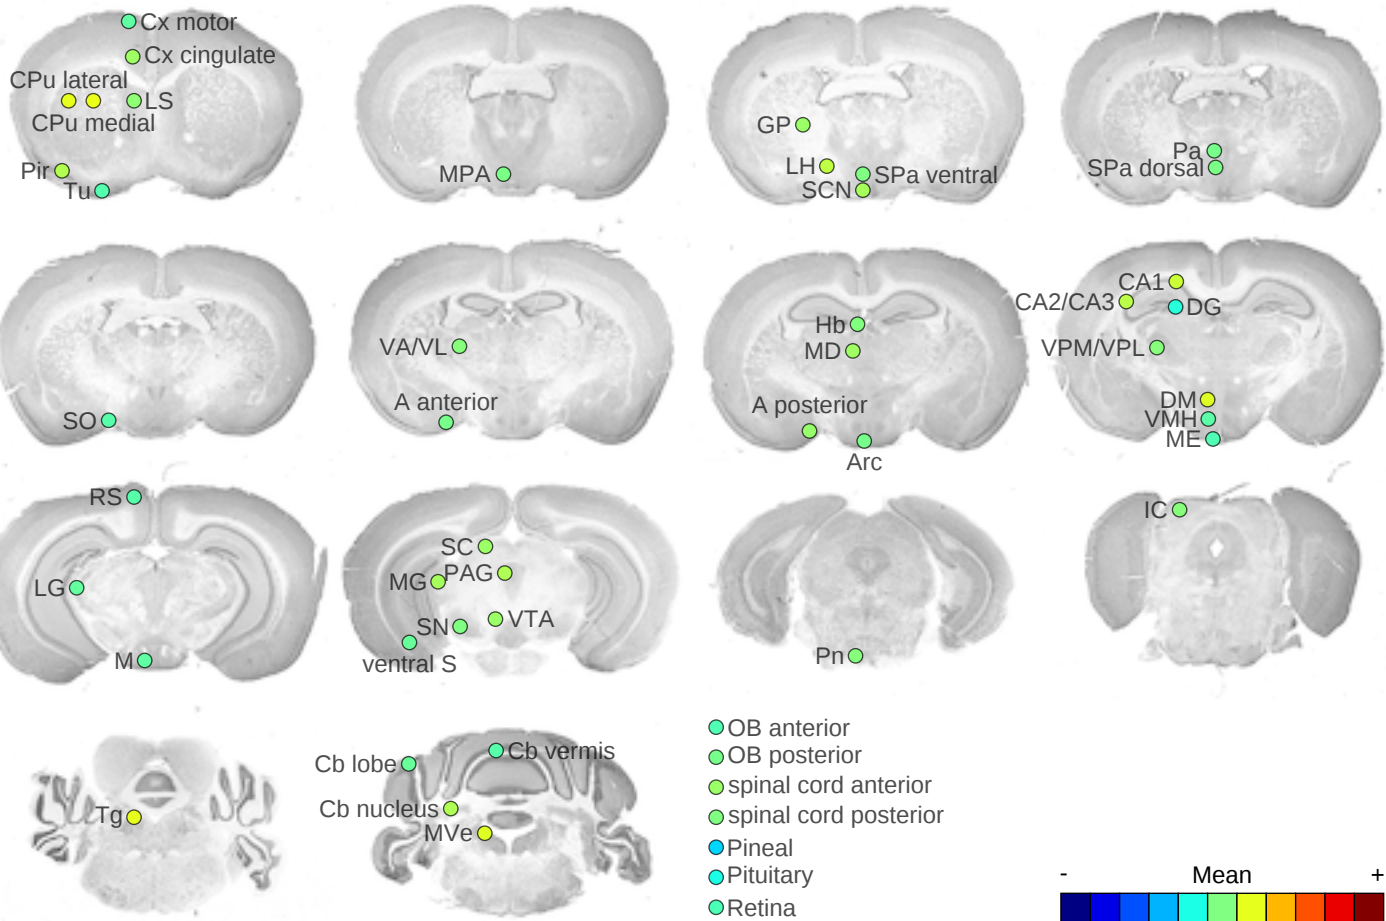 Cx motor
Cx cingulate
CPu lateral
LS
CPu medial
Pir
Tu
MPA
GP
LH
SPa ventral
SCN
Pa
SPa dorsal
SO
VA/VL
A anterior
Hb
MD
A posterior
Arc
CA1
CA2/CA3
DG
VPM/VPL
DM
VMH
ME
RS
LG
M
SC
MG
PAG
SN
VTA
ventral S
Pn
IC
Tg
Cb vermis
Cb lobe
Cb nucleus
MVe
OB anterior
OB posterior
spinal cord anterior
spinal cord posterior
Pineal
Pituitary
Retina
- Mean +